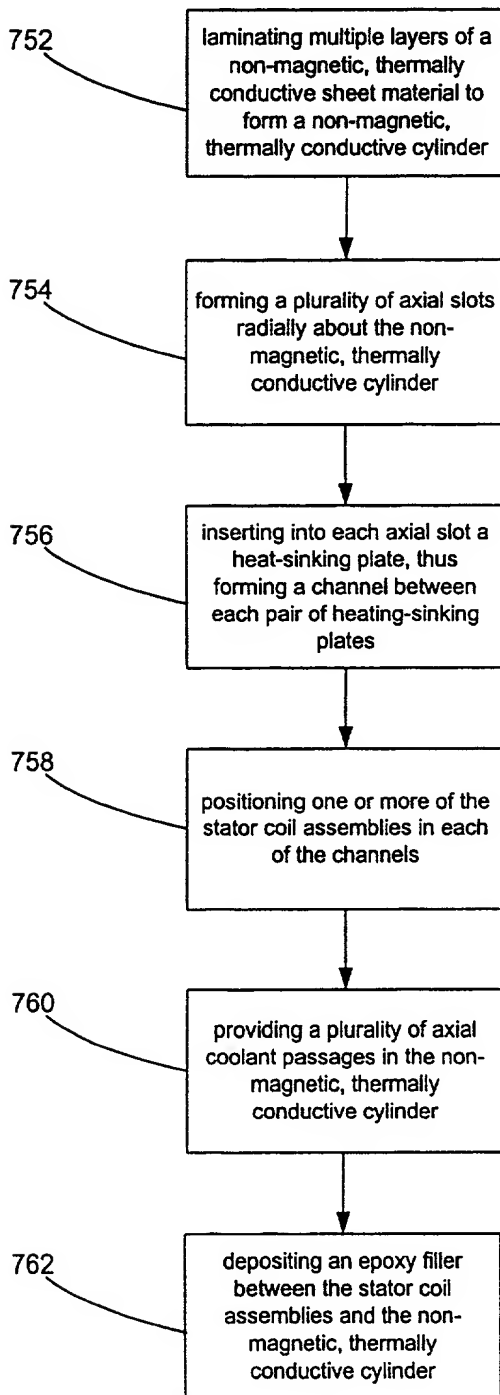 752
laminating multiple layers of a
non-magnetic, thermally
conductive sheet material to
form a non-magnetic,
thermally conductive cylinder
754
forming a plurality of axial slots
radially about the non-
magnetic, thermally
conductive cylinder
756
inserting into each axial slot a
heat-sinking plate, thus
forming a channel between
each pair of heating-sinking
plates
758
positioning one or more of the
stator coil assemblies in each
of the channels
760
providing a plurality of axial
coolant passages in the non-
magnetic, thermally
conductive cylinder
762
depositing an epoxy filler
between the stator coil
assemblies and the non-
magnetic, thermally
conductive cylinder